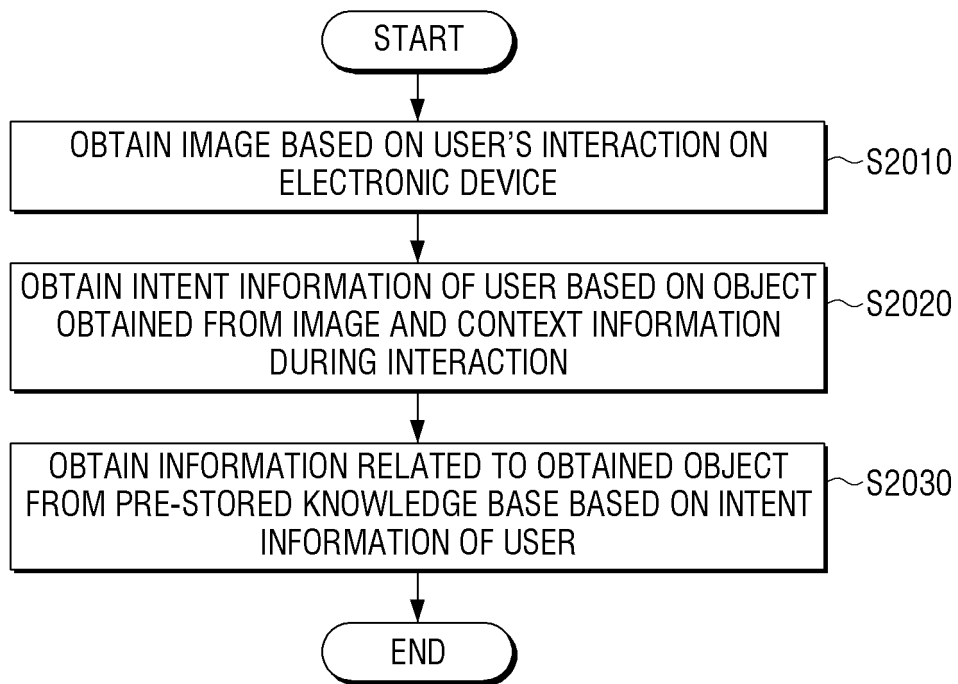 START
OBTAIN IMAGE BASED ON USER'S INTERACTION ON
ELECTRONIC DEVICE
S2010
OBTAIN INTENT INFORMATION OF USER BASED ON OBJECT
OBTAINED FROM IMAGE AND CONTEXT INFORMATION
DURING INTERACTION
S2020
OBTAIN INFORMATION RELATED TO OBTAINED OBJECT
FROM PRE-STORED KNOWLEDGE BASE BASED ON INTENT
INFORMATION OF USER
S2030
END